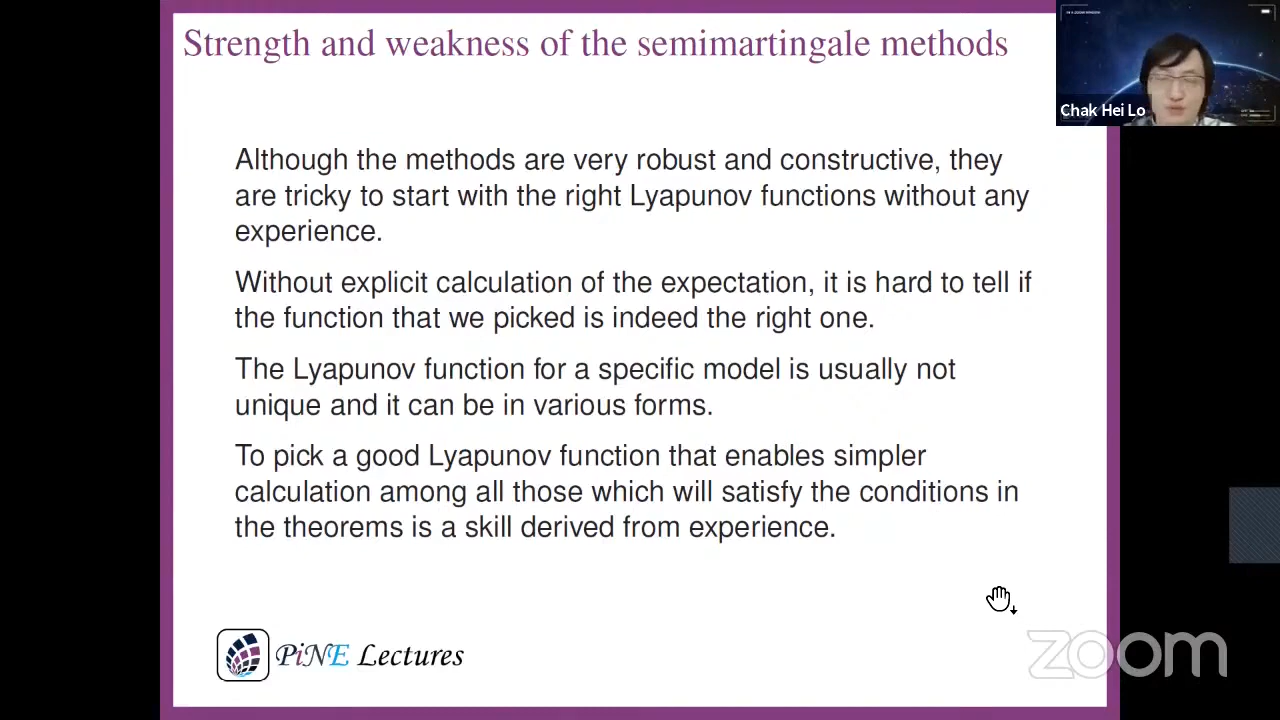 Strength and weakness of the semimartingale methods
Chak Hei Lo
Although the methods are very robust and constructive, they
are tricky to start with the right Lyapunov functions without any
experience.
Without explicit calculation of the expectation, it is hard to tell if
the function that we picked is indeed the right one.
The Lyapunov function for a specific model is usually not
unique and it can be in various forms.
To pick a good Lyapunov function that enables simpler
calculation among all those which will satisfy the conditions in
the theorems is a skill derived from experience.
PiNE Lectures
zoom